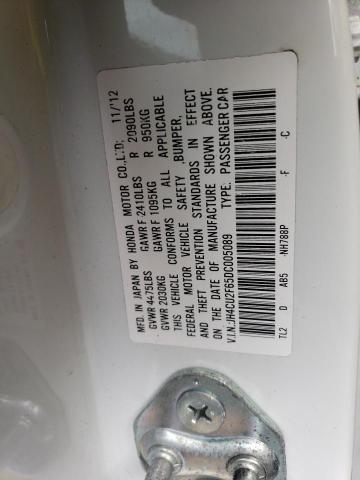 MFD. IN JAPAN BY HONDA MOTOR CO.,LTD. 11/'12
GVWR 4475LBS GAWR F 2410LBS R 2090LBS
GVWR 2030KG GAWR F 1095KG R 950KG
THIS VEHICLE CONFORMS TO ALL APPLICABLE
FEDERAL MOTOR VEHICLE SAFETY ,BUMPER,
AND THEFT PREVENTION STANDARDS IN EFFECT
ON THE DATE OF MANUFACTURE SHOWN ABOVE.
V.I.N.:JH4CU2F65DC005089 TYPE: PASSENGER CAR
TL2 D AB5 -NH788P -F -C